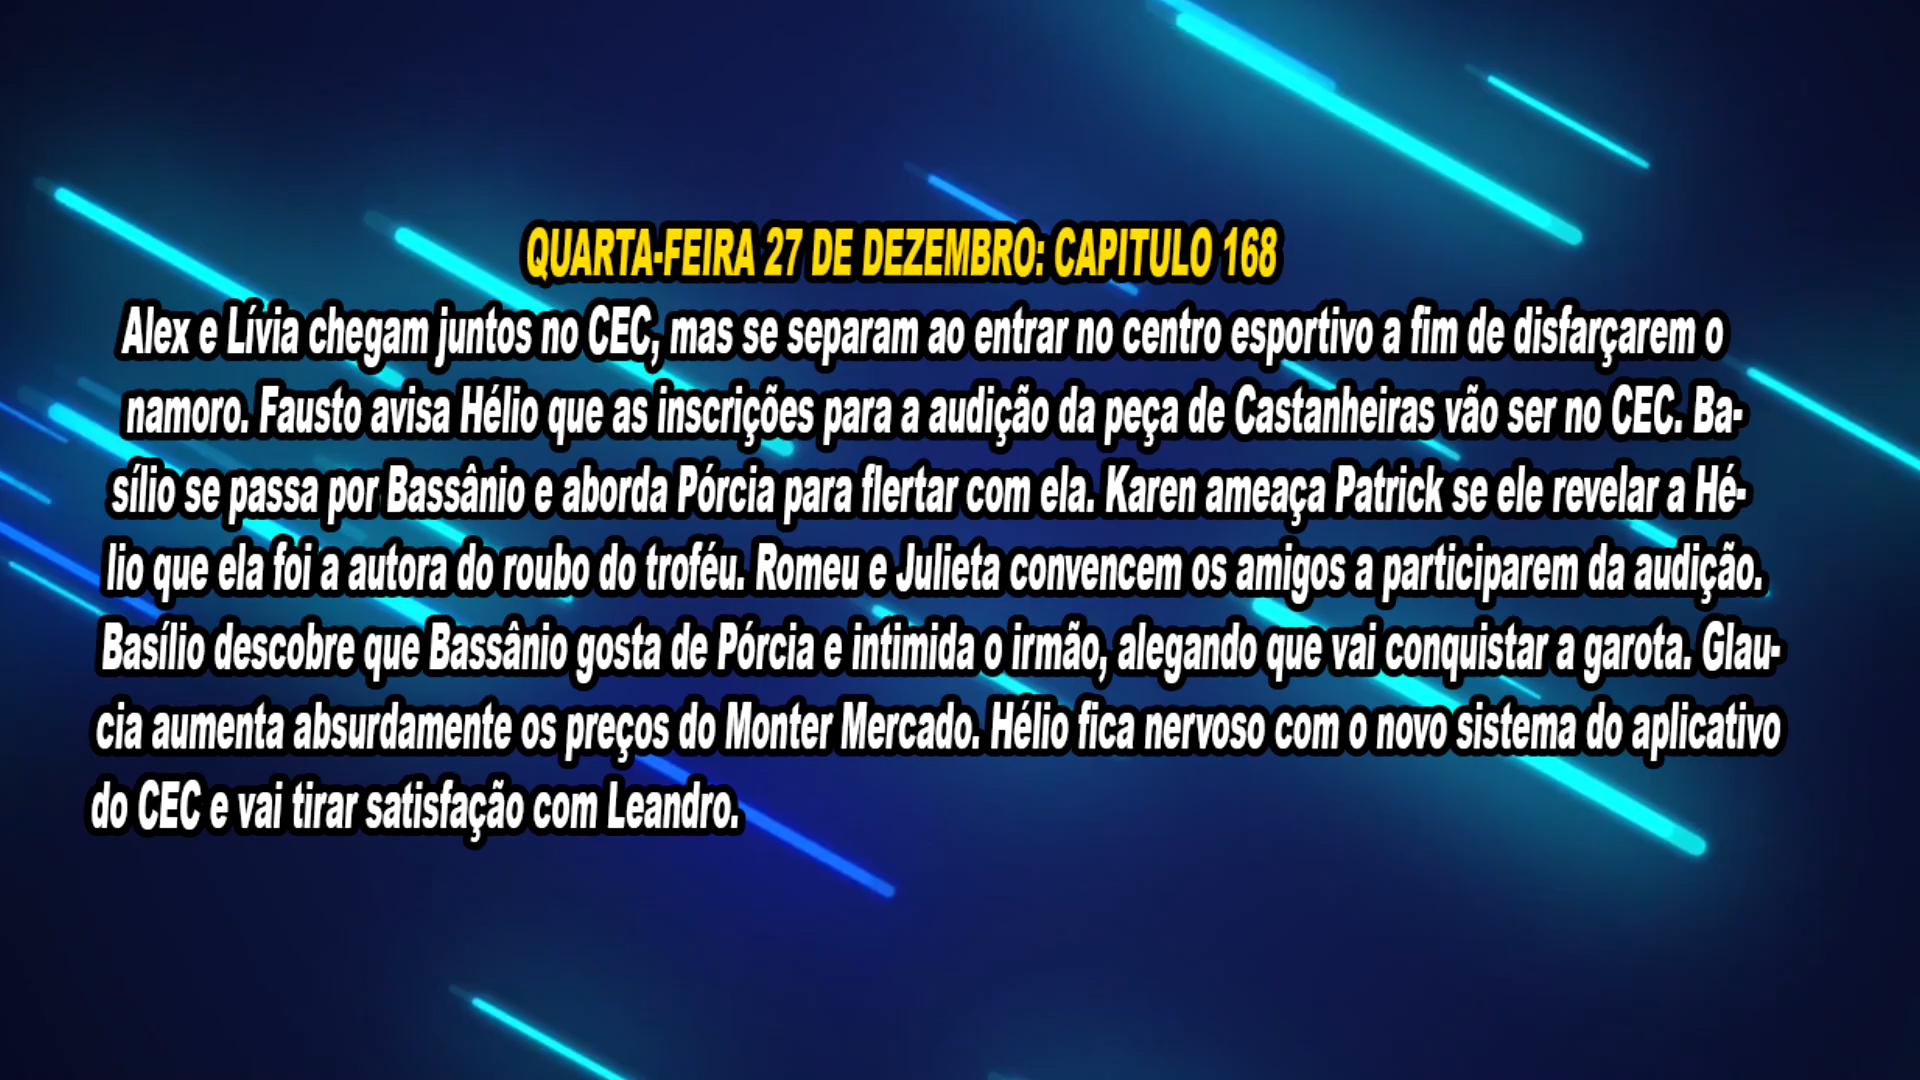 QUARTA-FEIRA 27 DE DEZEMBRO: CAPITULO 168
Alex e Lívia chegam juntos no CEC, mas se separam ao entrar no centro esportivo a fim de disfarçarem o
namoro. Fausto avisa Hélio que as inscrições para a audição da peça de Castanheiras vão ser no CEC. Ba-
sílio se passa por Bassânio e aborda Pórcia para flertar com ela. Karen ameaça Patrick se ele revelar a Hé-
lio que ela foi a autora do roubo do troféu. Romeu e Julieta convencem os amigos a participarem da audição.
Basílio descobre que Bassânio gosta de Pórcia e intimida o irmão, alegando que vai conquistar a garota. Glau-
cia aumenta absurdamente os preços do Monter Mercado. Hélio fica nervoso com o novo sistema do aplicativo
do CEC e vai tirar satisfação com Leandro.